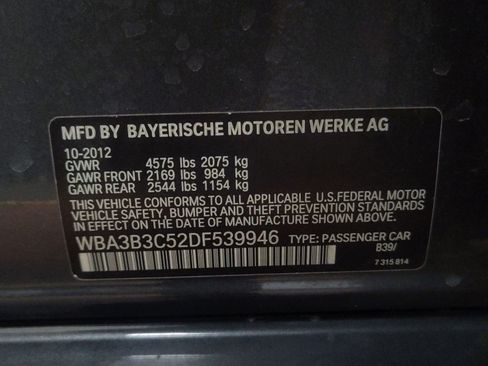 MFD BY BAYERISCHE MOTOREN WERKE AG
10-2012
GVWR 4575 lbs 2075 kg
GAWR FRONT 2169 lbs 984 kg
GAWR REAR 2544 lbs 1154 kg
THIS VEHICLE CONFORMS TO ALL APPLICABLE U.S.FEDERAL MOTOR
VEHICLE SAFETY, BUMPER, AND THEFT PREVENTION STANDARDS
IN EFFECT ON THE DATE OF MANUFACTURE SHOWN ABOVE.
WBA3B3C52DF539946 TYPE: PASSENGER CAR
B39/
7 315 814